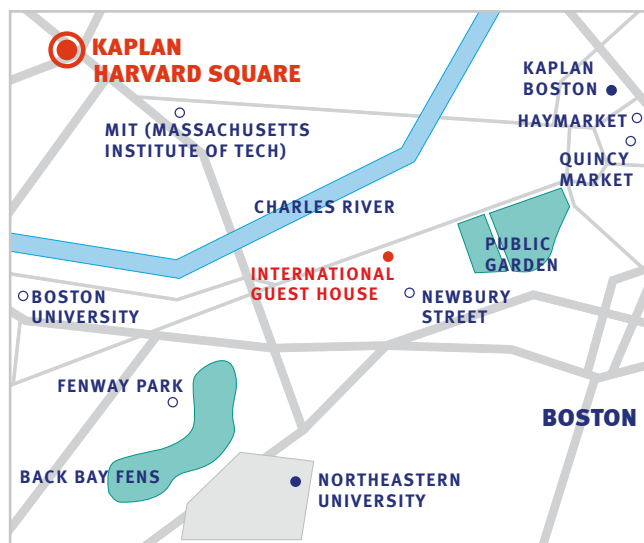 KAPLAN
HARVARD SQUARE
KAPLAN
BOSTON
HAYMARKET
MIT (MASSACHUSETTS
INSTITUTE OF TECH)
QUINCY
MARKET
CHARLES RIVER
PUBLIC
GARDEN
INTERNATIONAL
GUEST HOUSE
BOSTON
UNIVERSITY
NEWBURY
STREET
FENWAY PARK
BOSTON
BACK BAY FENS
NORTHEASTERN
UNIVERSITY